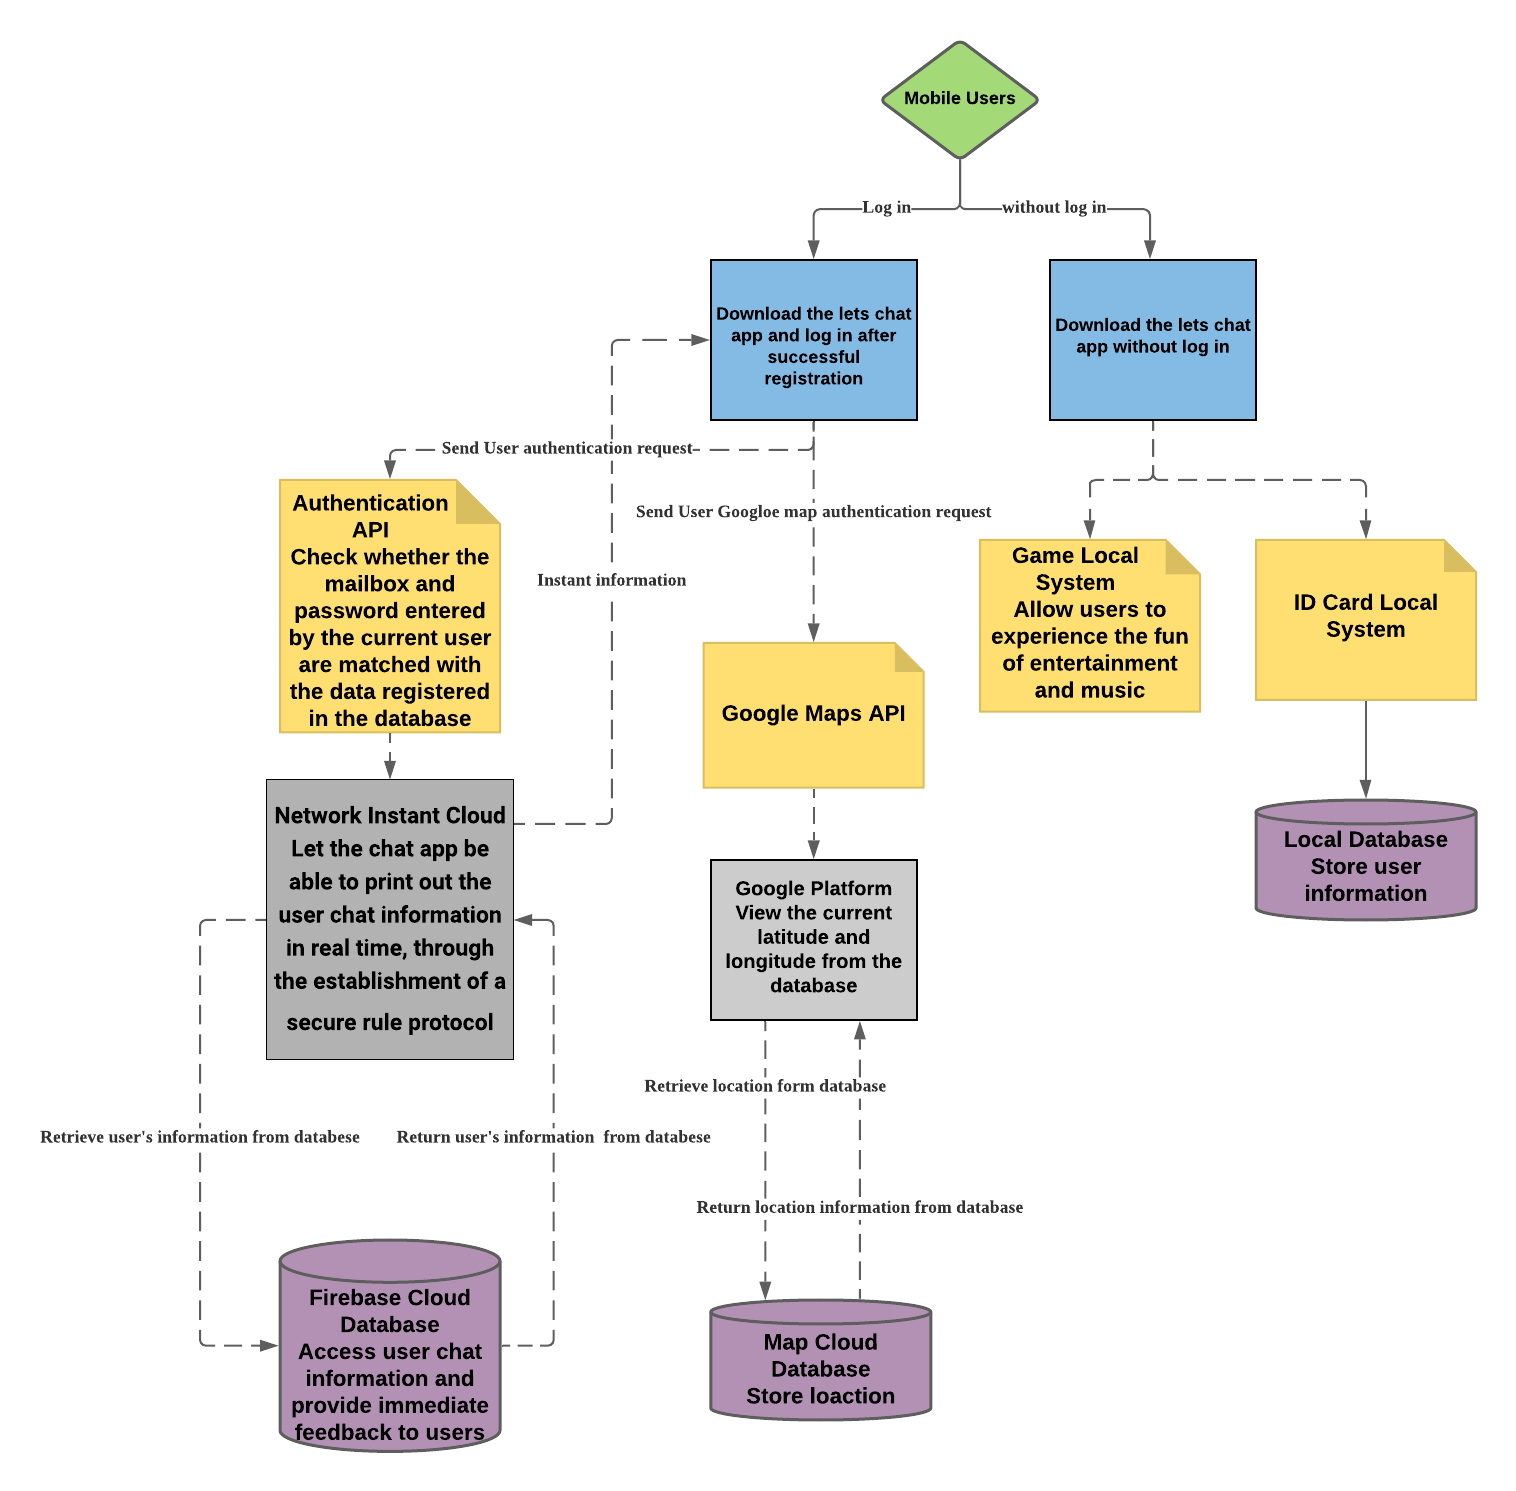 Mobile Users
Log in
without log in
Download the lets chat
app and log in after
successful
registration
Download the lets chat
app without log in
Send User authentication request
Send User Googloe map authentication request
Authentication
API
Check whether the
mailbox and
password entered
by the current user
are matched with
the data registered
in the database
Instant information
Game Local
System
Allow users to
experience the fun
of entertainment
and music
ID Card Local
System
Google Maps API
Network Instant Cloud
Let the chat app be
able to print out the
user chat information
in real time, through
the establishment of a
secure rule protocol
Google Platform
View the current
latitude and
longitude from the
database
Local Database
Store user
information
Retrieve location form database
Retrieve user's information from databese
Return user's information  from databese
Return location information from database
Firebase Cloud
Database
Access user chat
information and
provide immediate
feedback to users
Map Cloud
Database
Store loaction